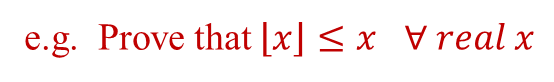 e.g. Prove that ⌊x⌋ ≤ x ∀ real x